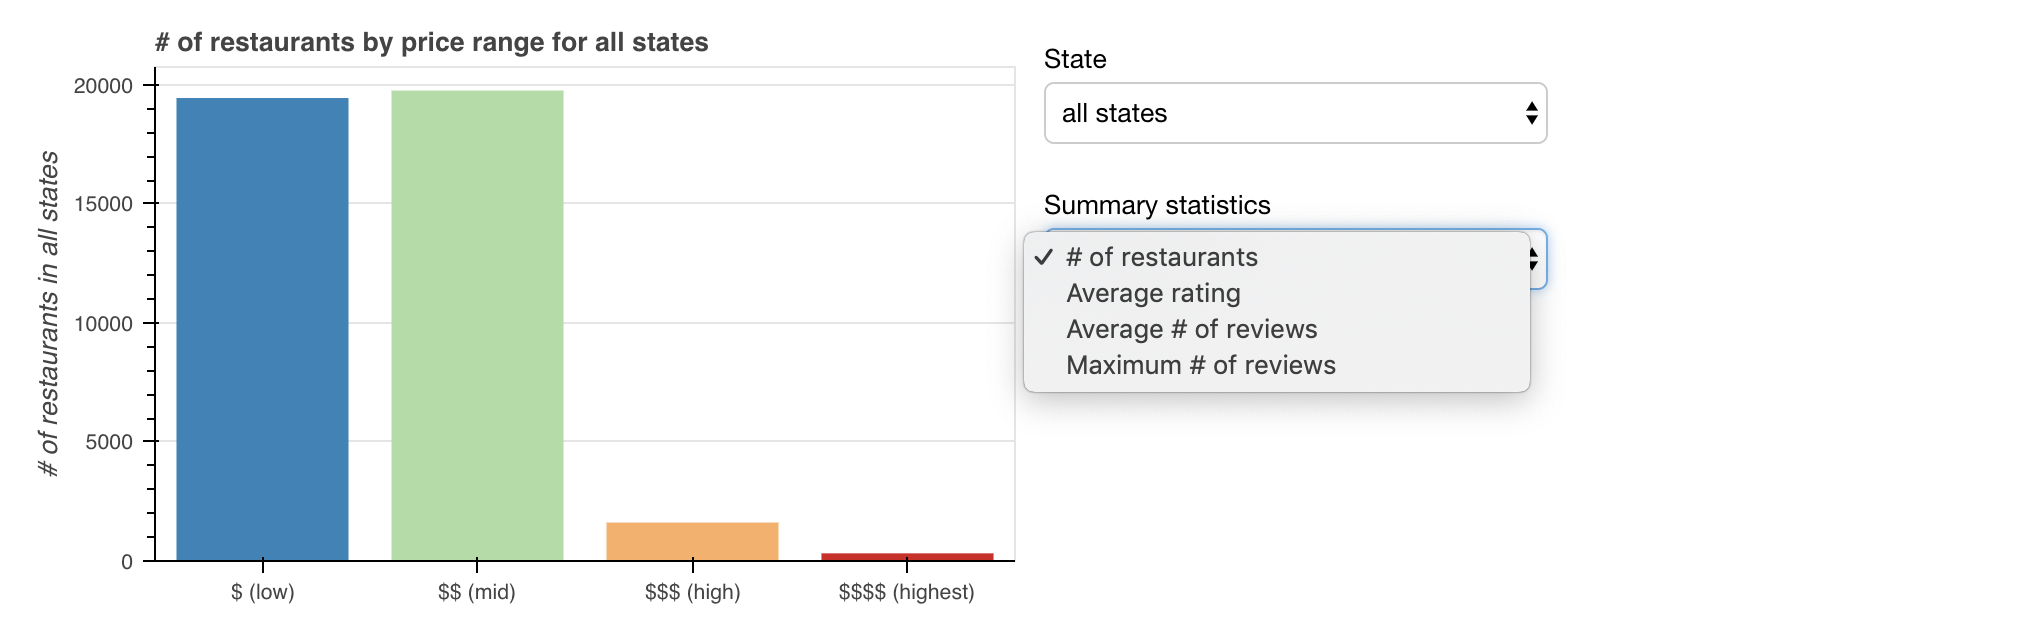 # of restaurants by price range for all states
# of restaurants in all states
20000
15000
10000
5000
0
$ (low)
$$ (mid)
$$$ (high)
$$$$ (highest)
State
all states
Summary statistics
✓ # of restaurants
Average rating
Average # of reviews
Maximum # of reviews